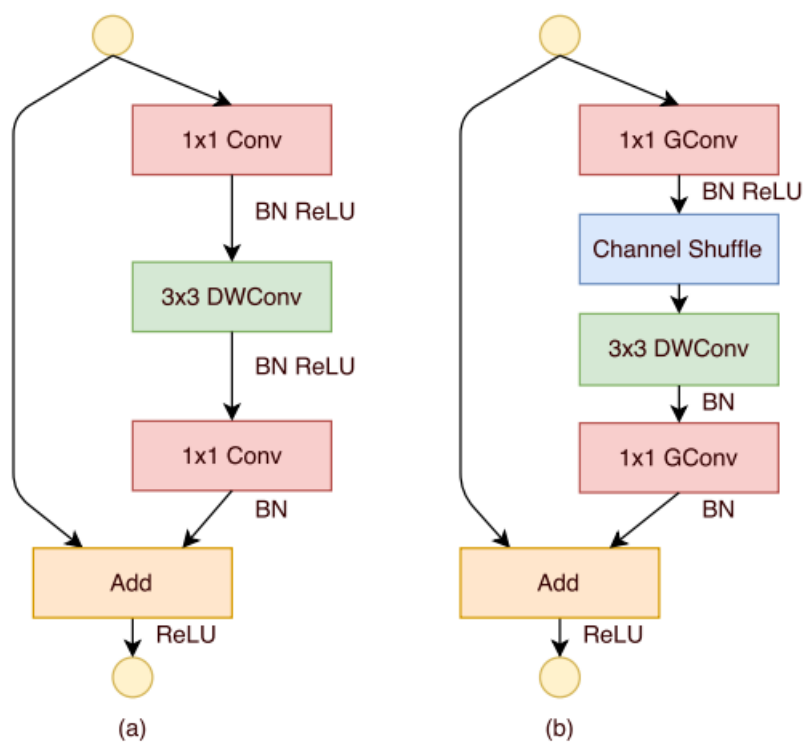 1x1 Conv
BN ReLU
3x3 DWConv
BN ReLU
1x1 Conv
BN
Add
ReLU
(a)
1x1 GConv
BN ReLU
Channel Shuffle
3x3 DWConv
BN
1x1 GConv
BN
Add
ReLU
(b)